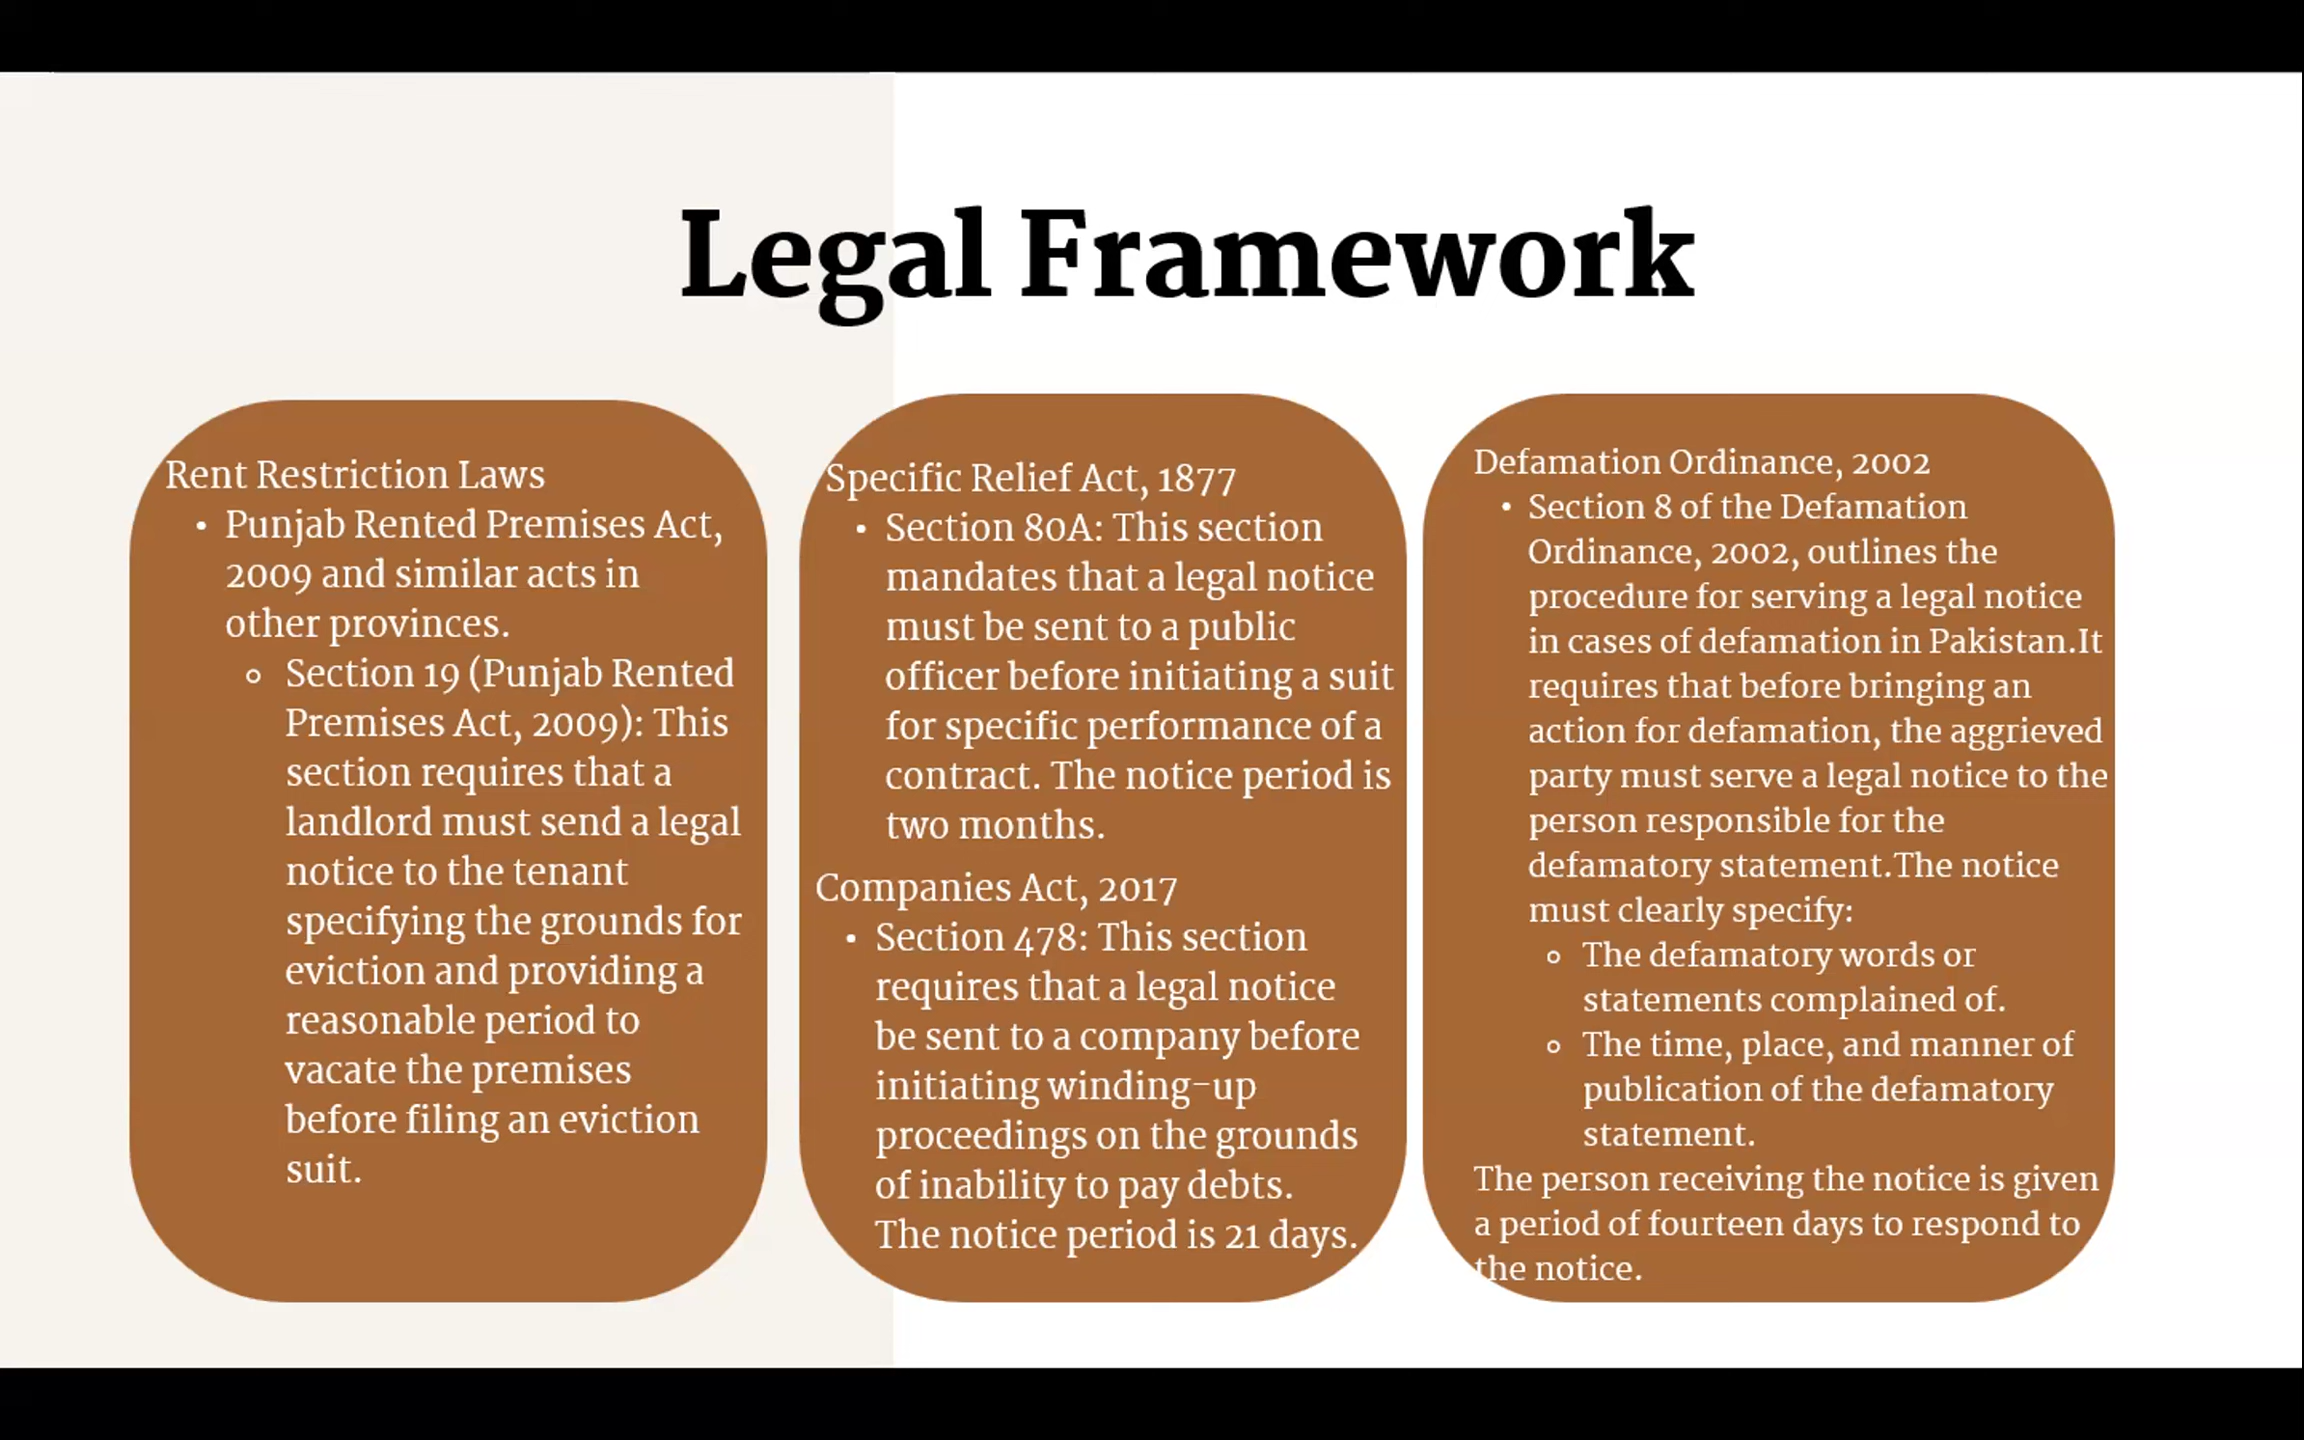 Legal Framework
Rent Restriction Laws
• Punjab Rented Premises Act,
2009 and similar acts in
other provinces.
◦ Section 19 (Punjab Rented
Premises Act, 2009): This
section requires that a
landlord must send a legal
notice to the tenant
specifying the grounds for
eviction and providing a
reasonable period to
vacate the premises
before filing an eviction
suit.
Specific Relief Act, 1877
• Section 80A: This section
mandates that a legal notice
must be sent to a public
officer before initiating a suit
for specific performance of a
contract. The notice period is
two months.
Companies Act, 2017
• Section 478: This section
requires that a legal notice
be sent to a company before
initiating winding-up
proceedings on the grounds
of inability to pay debts.
The notice period is 21 days.
Defamation Ordinance, 2002
• Section 8 of the Defamation
Ordinance, 2002, outlines the
procedure for serving a legal notice
in cases of defamation in Pakistan.It
requires that before bringing an
action for defamation, the aggrieved
party must serve a legal notice to the
person responsible for the
defamatory statement.The notice
must clearly specify:
◦ The defamatory words or
statements complained of.
◦ The time, place, and manner of
publication of the defamatory
statement.
The person receiving the notice is given
a period of fourteen days to respond to
the notice.